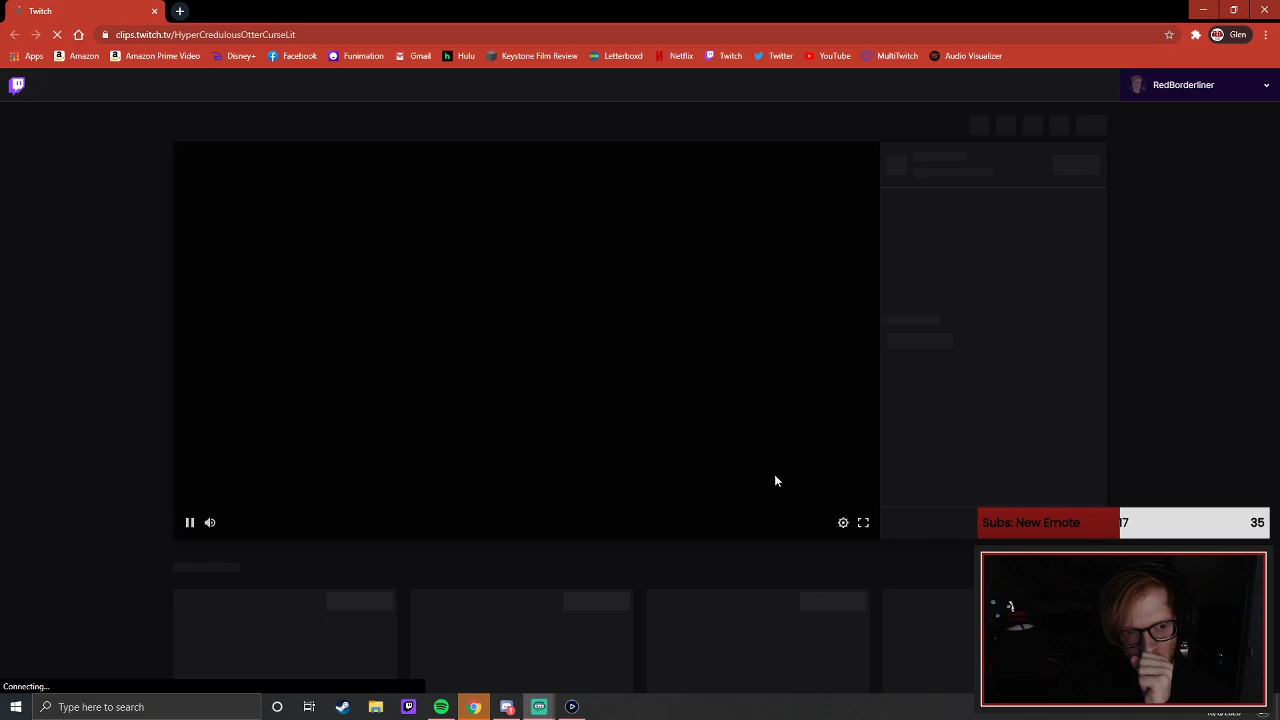 Twitch
clips.twitch.tv/HyperCredulousOtterCurseLit
Glen
Apps Amazon Amazon Prime Video Disney+ Facebook Funimation Gmail Hulu Keystone Film Review Letterboxd Netflix Twitch Twitter YouTube MultiTwitch Audio Visualizer
RedBorderliner
Subs: New Emote 17 35
Connecting...
Type here to search